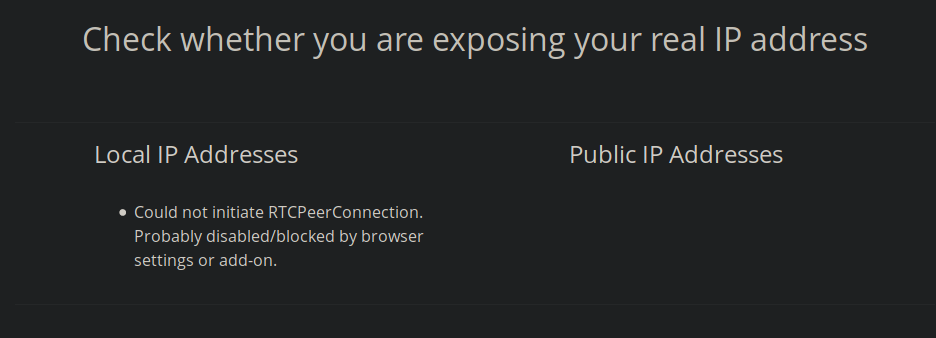 Check whether you are exposing your real IP address
Local IP Addresses
Public IP Addresses
Could not initiate RTCPeerConnection.
Probably disabled/blocked by browser
settings or add-on.